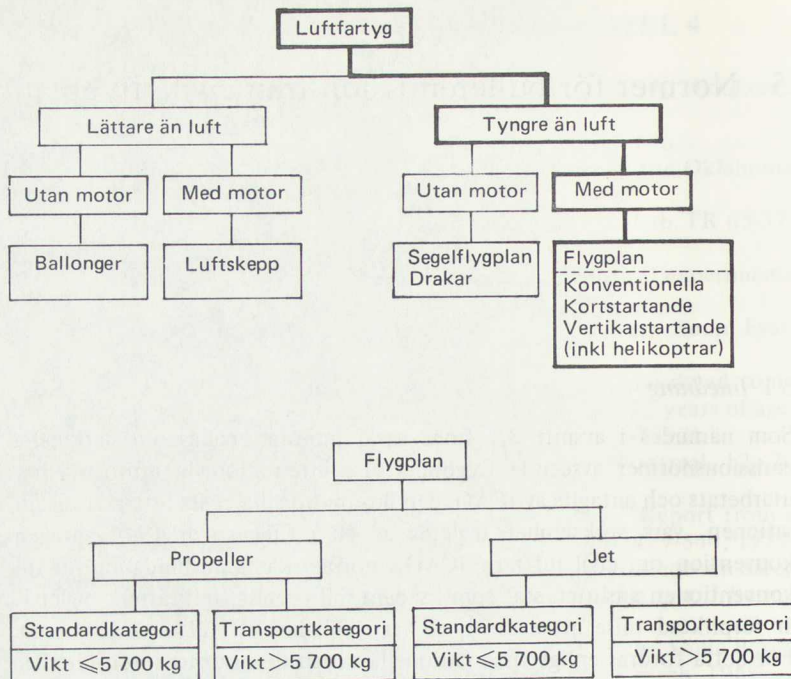 Luftfartyg
Lättare än luft
Tyngre än luft
Utan motor
Med motor
Utan motor
Med motor
Ballonger
Luftskepp
Segelflygplan
Drakar
Flygplan
Konventionella
Kortstartande
Vertikalstartande
(inkl helikoptrar)
Flygplan
Propeller
Jet
Standardkategori
Vikt ≤5 700 kg
Transportkategori
Vikt >5 700 kg
Standardkategori
Vikt ≤5 700 kg
Transportkategori
Vikt >5 700 kg